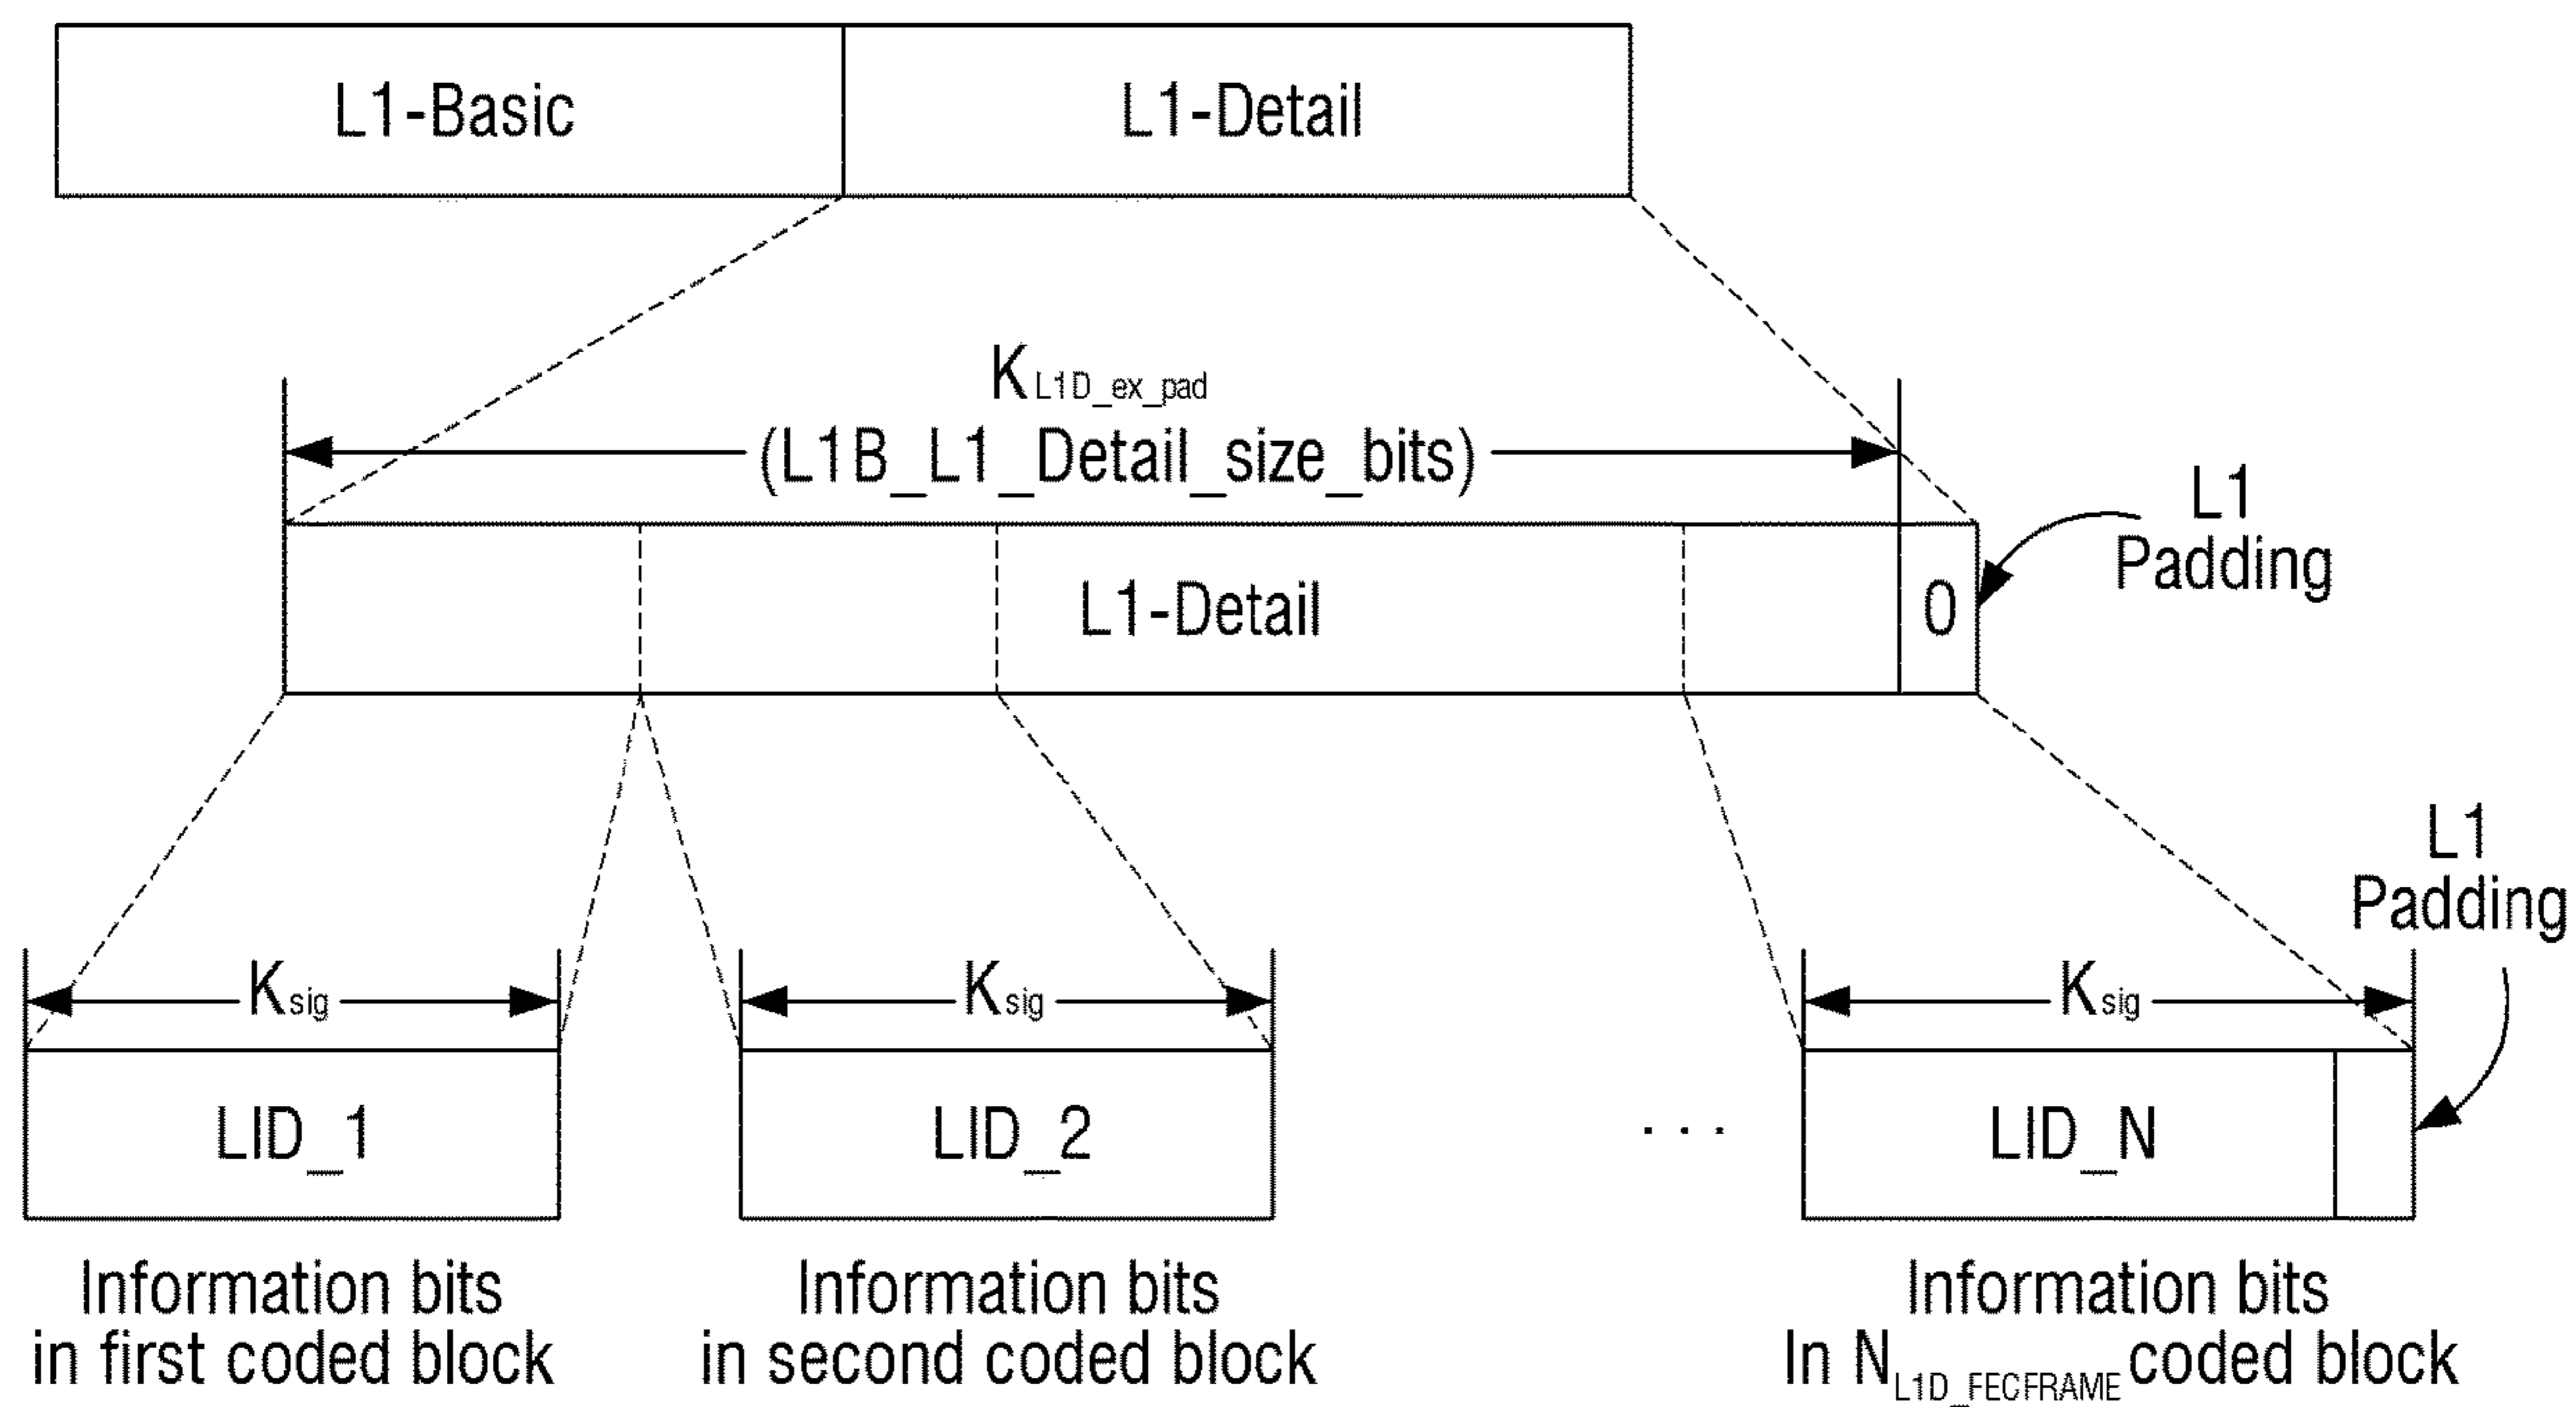 L1-Basic
L1-Detail
K L1D_ex_pad
(L1B_L1_Detail_size_bits)
L1
Padding
L1-Detail
0
L1
Padding
Ksig
Ksig
Ksig
LID_1
LID_2
. . .
LID_N
Information bits
in first coded block
Information bits
in second coded block
Information bits
In NL1D_FECFRAME coded block